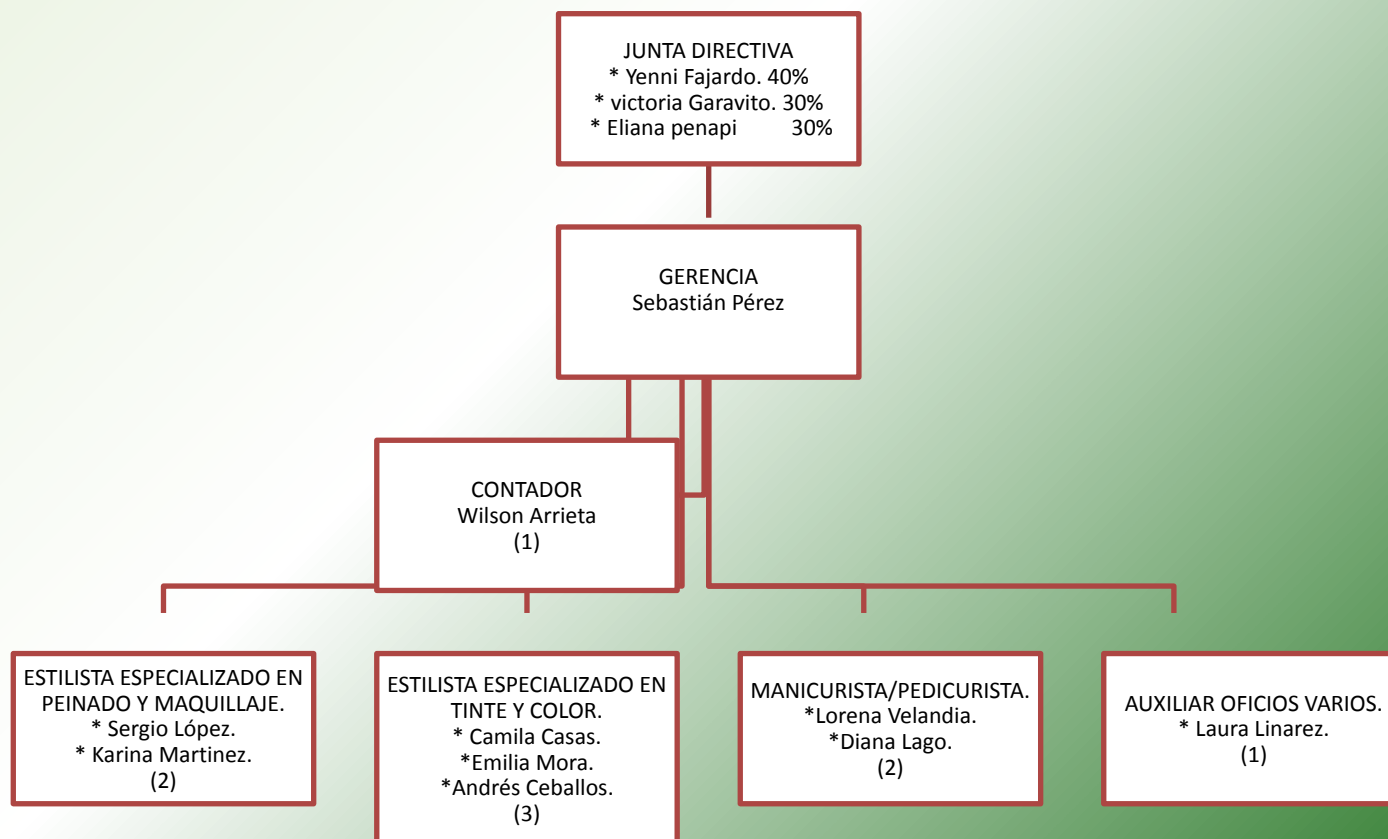 JUNTA DIRECTIVA
* Yenni Fajardo. 40%
* victoria Garavito. 30%
* Eliana penapi 30%
GERENCIA
Sebastián Pérez
CONTADOR
Wilson Arrieta
(1)
ESTILISTA ESPECIALIZADO EN
PEINADO Y MAQUILLAJE.
* Sergio López.
* Karina Martinez.
(2)
ESTILISTA ESPECIALIZADO EN
TINTE Y COLOR.
* Camila Casas.
*Emilia Mora.
*Andrés Ceballos.
(3)
MANICURISTA/PEDICURISTA.
*Lorena Velandia.
*Diana Lago.
(2)
AUXILIAR OFICIOS VARIOS.
* Laura Linarez.
(1)